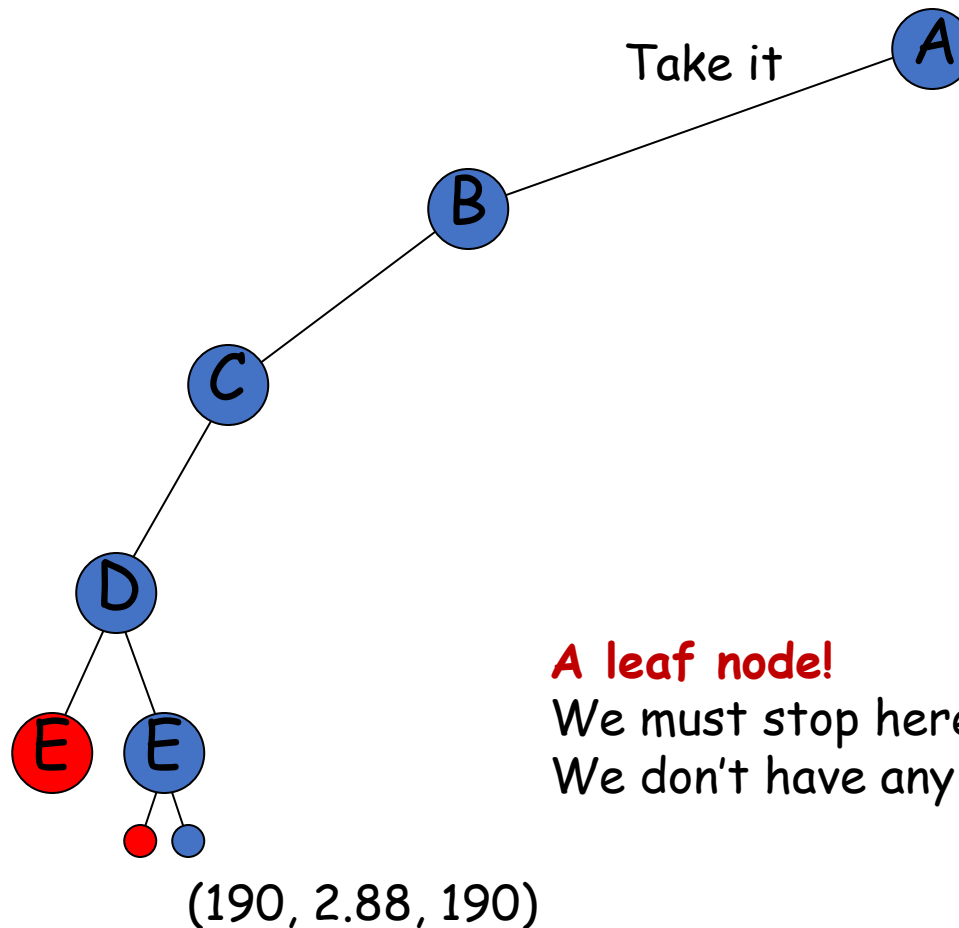 A
Take it
B
C
D
E E
A leaf node!
We must stop here
We don't have any
(190, 2.88, 190)